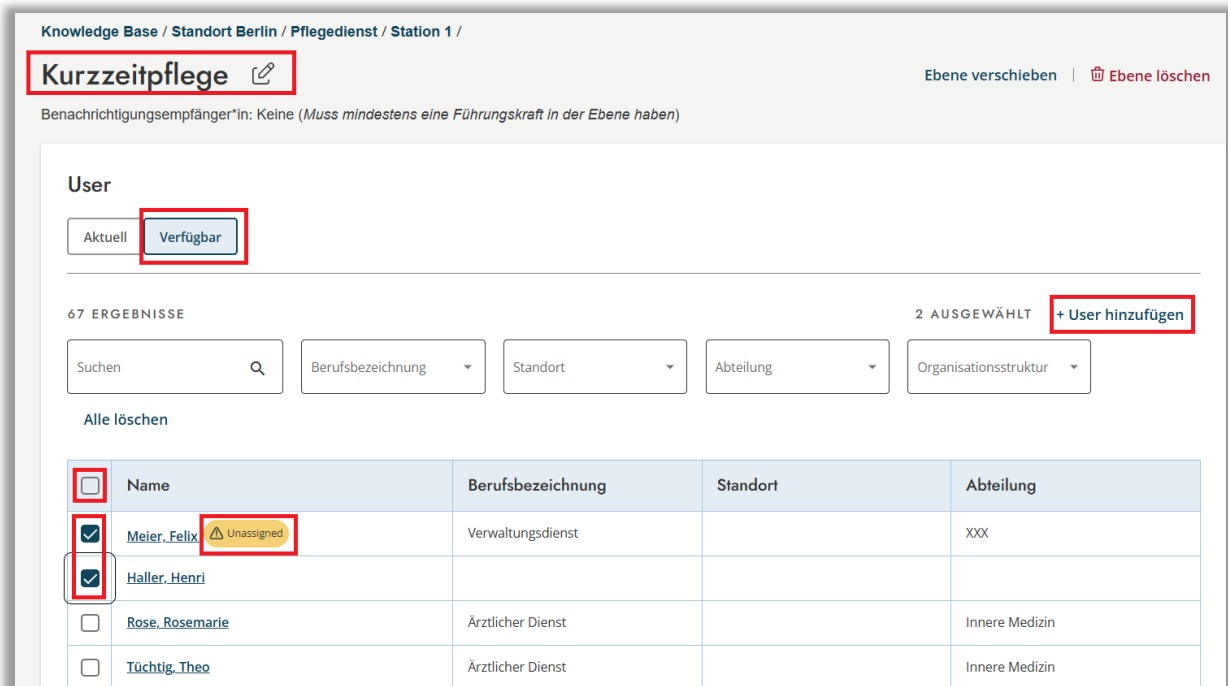 Knowledge Base / Standort Berlin / Pflegedienst / Station 1 /
Kurzzeitpflege
Ebene verschieben
Ebene löschen
Benachrichtigungsempfänger*in: Keine (Muss mindestens eine Führungskraft in der Ebene haben)
User
Aktuell
Verfügbar
67 ERGEBNISSE
2 AUSGEWÄHLT
+ User hinzufügen
Suchen
Berufsbezeichnung
Standort
Abteilung
Organisationsstruktur
Alle löschen
Name
Berufsbezeichnung
Standort
Abteilung
Meier, Felix
Unassigned
Verwaltungsdienst
XXX
Haller, Henri
Rose, Rosemarie
Ärztlicher Dienst
Innere Medizin
Tüchtig, Theo
Ärztlicher Dienst
Innere Medizin